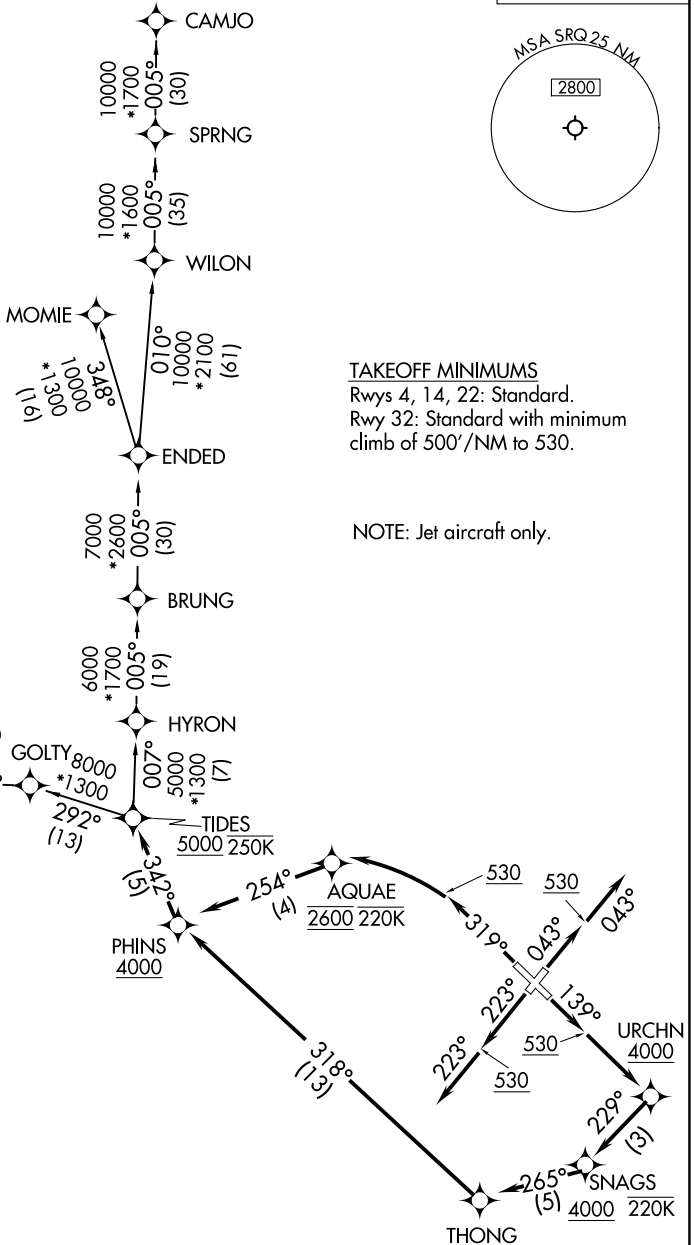 CAMJO
10000
*1700
005°
(30)
MSA SRQ 25 NM
2800
SPRNG
10000
*1600
005°
(35)
WILON
MOMIE
348°
10000
*1300
(16)
010°
10000
*2100
(61)
TAKEOFF MINIMUMS
Rwys 4, 14, 22: Standard.
Rwy 32: Standard with minimum
climb of 500'/NM to 530.
ENDED
NOTE: Jet aircraft only.
7000
*2600
005°
(30)
BRUNG
6000
*1700
005°
(19)
HYRON
GOLTY
8000
*1300
292°
(13)
007°
5000
*1300
(7)
TIDES
5000 250K
342°
(5)
254°
(4)
AQUAE
2600 220K
530
319°
530
043°
043°
PHINS
4000
223°
223°
530
139°
530
URCHN
4000
318°
(13)
229°
(3)
265°
(5)
SNAGS
4000 220K
THONG